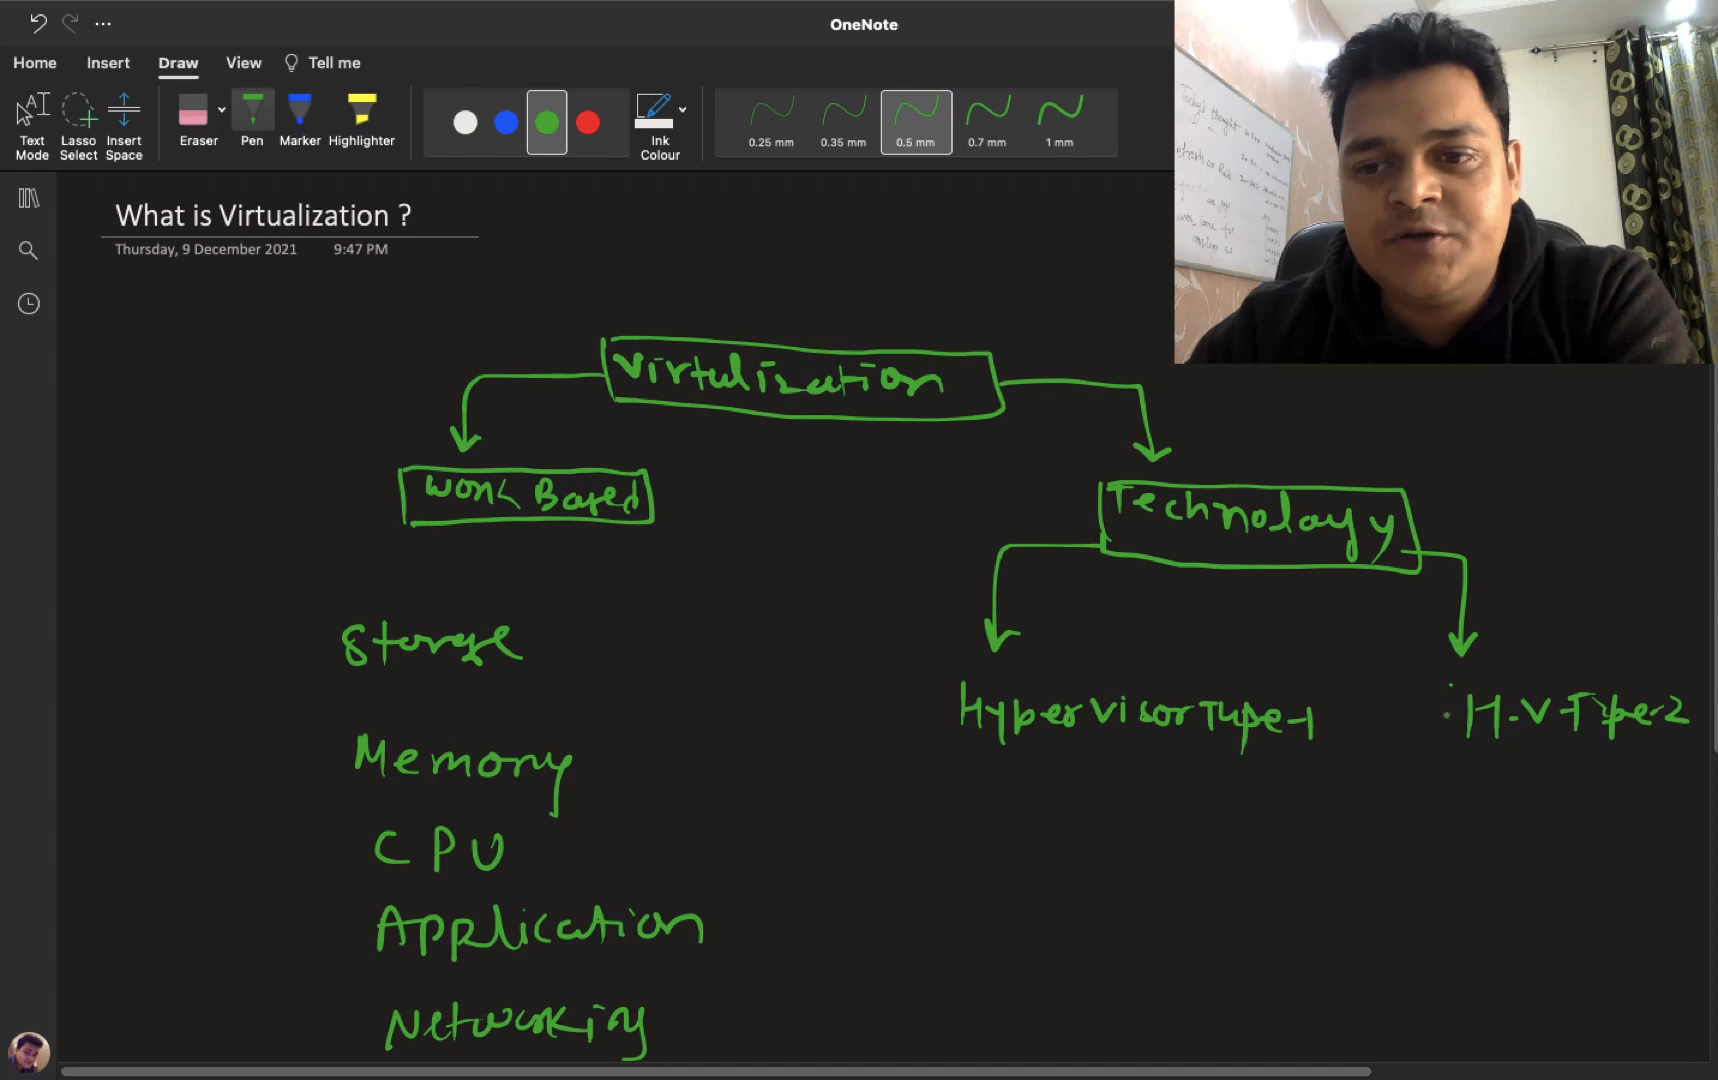 OneNote
Home Insert Draw View Tell me
Text Mode
Lasso Select
Insert Space
Eraser
Pen
Marker
Highlighter
Ink Colour
0.25 mm
0.35 mm
0.5 mm
0.7 mm
1 mm
What is Virtualization ?
Thursday, 9 December 2021 9:47 PM
Today's thought
Virtulization
Work Based
Technology
Storage
Hypervisor Type-1
H-V-Type-2
Memory
CPU
Application
Networking